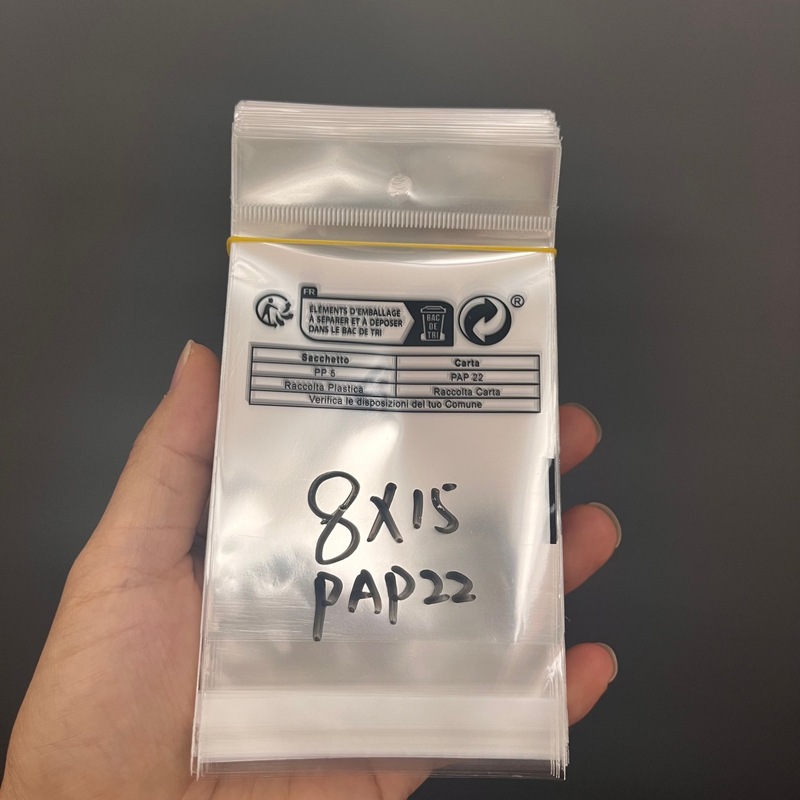 FR
ÉLÉMENTS D'EMBALLAGE
À SÉPARER ET À DÉPOSER
DANS LE BAC DE TRI
BAC
DE
TRI
®
Sacchetto Carta
PP 5 PAP 22
Raccolta Plastica Raccolta Carta
Verifica le disposizioni del tuo Comune
8X15
PAP22